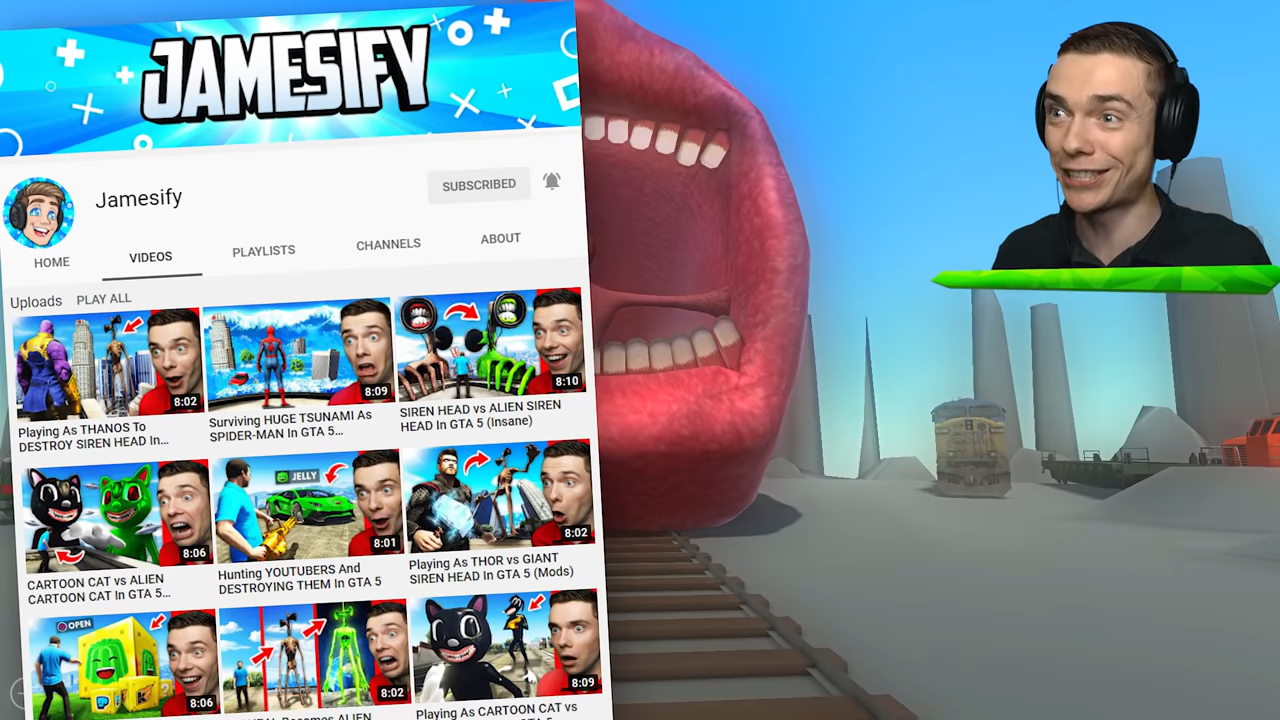 JAMESIFY
Jamesify
SUBSCRIBED
HOME
VIDEOS
PLAYLISTS
CHANNELS
ABOUT
Uploads PLAY ALL
8:02
8:09
8:10
Playing As THANOS To
DESTROY SIREN HEAD In...
Surviving HUGE TSUNAMI As
SPIDER-MAN In GTA 5...
SIREN HEAD vs ALIEN SIREN
HEAD In GTA 5 (Insane)
8:06
JELLY
8:01
8:02
CARTOON CAT vs ALIEN
CARTOON CAT In GTA 5...
Hunting YOUTUBERS And
DESTROYING THEM In GTA 5
Playing As THOR vs GIANT
SIREN HEAD In GTA 5 (Mods)
OPEN
8:06
8:02
8:09
Becomes ALIEN
Playing As CARTOON CAT vs